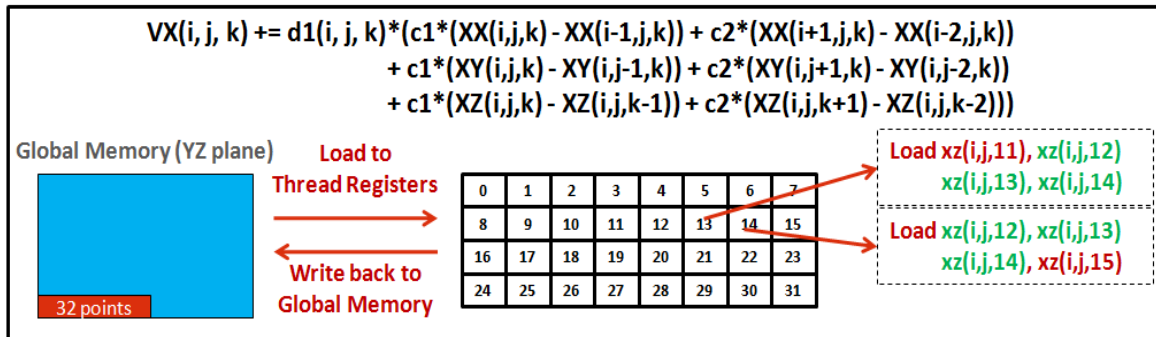 VX(i, j, k) += d1(i, j, k)*(c1*(XX(i,j,k) - XX(i-1,j,k)) + c2*(XX(i+1,j,k) - XX(i-2,j,k))
+ c1*(XY(i,j,k) - XY(i,j-1,k)) + c2*(XY(i,j+1,k) - XY(i,j-2,k))
+ c1*(XZ(i,j,k) - XZ(i,j,k-1)) + c2*(XZ(i,j,k+1) - XZ(i,j,k-2)))
Global Memory (YZ plane)
32 points
Load to
Thread Registers
Write back to
Global Memory
0 1 2 3 4 5 6 7
8 9 10 11 12 13 14 15
16 17 18 19 20 21 22 23
24 25 26 27 28 29 30 31
Load xz(i,j,11), xz(i,j,12)
xz(i,j,13), xz(i,j,14)
Load xz(i,j,12), xz(i,j,13)
xz(i,j,14), xz(i,j,15)